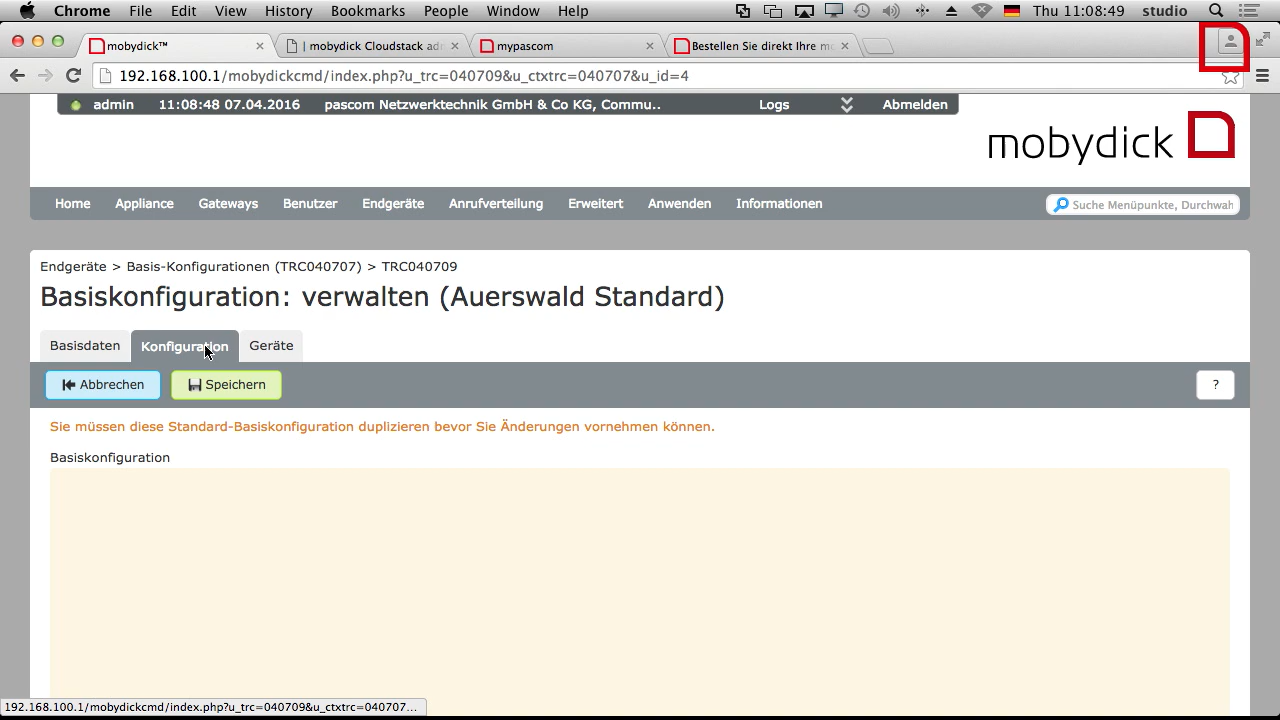 Chrome File Edit View History Bookmarks People Window Help Thu 11:08:49 studio
mobydick™ | mobydick Cloudstack adm mypascom Bestellen Sie direkt Ihre mo
192.168.100.1/mobydickcmd/index.php?u_trc=040709&u_ctxtrc=040707&u_id=4
admin 11:08:48 07.04.2016 pascom Netzwerktechnik GmbH & Co KG, Commu.. Logs Abmelden
mobydick
Home Appliance Gateways Benutzer Endgeräte Anrufverteilung Erweitert Anwenden Informationen Suche Menüpunkte, Durchwah
Endgeräte > Basis-Konfigurationen (TRC040707) > TRC040709
Basiskonfiguration: verwalten (Auerswald Standard)
Basisdaten Konfiguration Geräte
Abbrechen Speichern ?
Sie müssen diese Standard-Basiskonfiguration duplizieren bevor Sie Änderungen vornehmen können.
Basiskonfiguration
192.168.100.1/mobydickcmd/index.php?u_trc=040709&u_ctxtrc=040707...